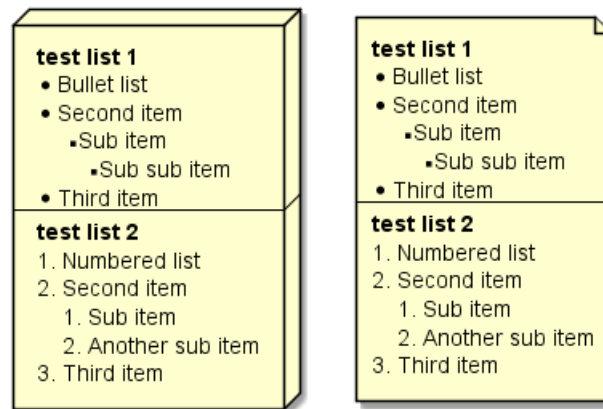 test list 1
• Bullet list
• Second item
▪Sub item
▪Sub sub item
• Third item
test list 2
1. Numbered list
2. Second item
1. Sub item
2. Another sub item
3. Third item
test list 1
• Bullet list
• Second item
▪Sub item
▪Sub sub item
• Third item
test list 2
1. Numbered list
2. Second item
1. Sub item
2. Another sub item
3. Third item